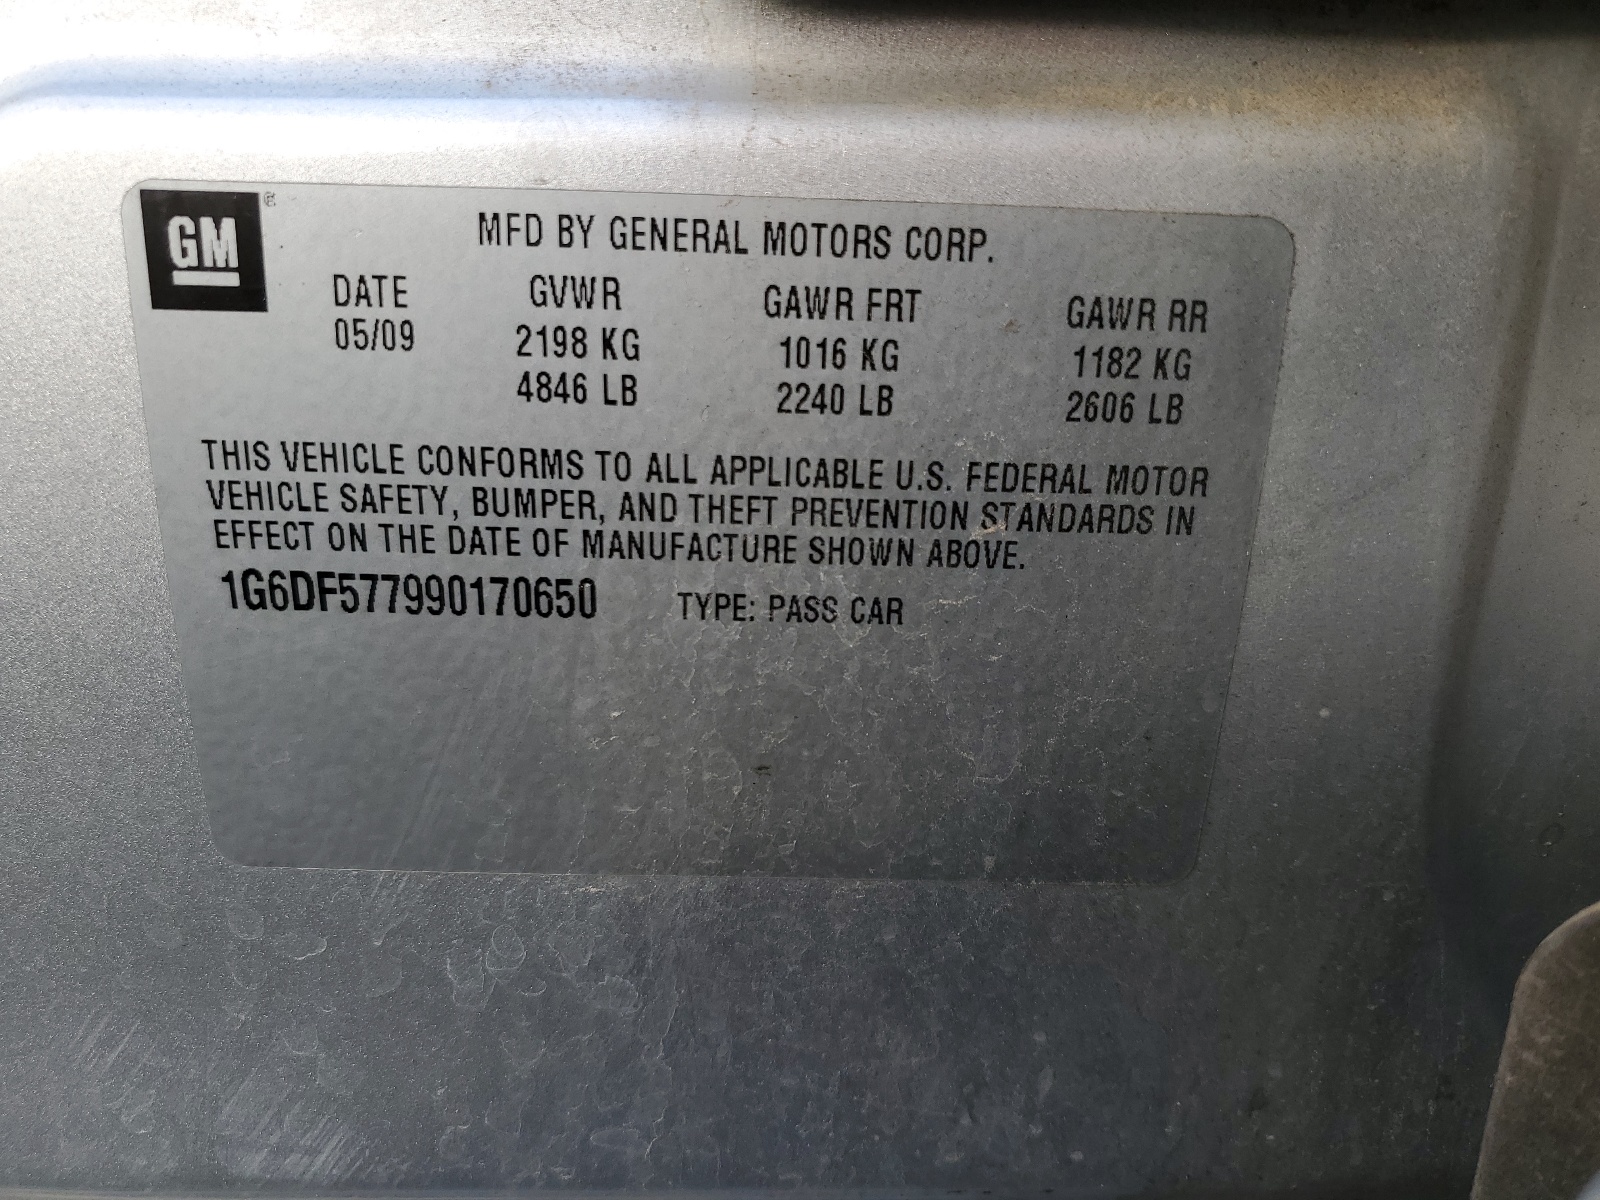 GM ®
MFD BY GENERAL MOTORS CORP.
DATE GVWR GAWR FRT GAWR RR
05/09 2198 KG 1016 KG 1182 KG
4846 LB 2240 LB 2606 LB
THIS VEHICLE CONFORMS TO ALL APPLICABLE U.S. FEDERAL MOTOR
VEHICLE SAFETY, BUMPER, AND THEFT PREVENTION STANDARDS IN
EFFECT ON THE DATE OF MANUFACTURE SHOWN ABOVE.
1G6DF577990170650 TYPE: PASS CAR